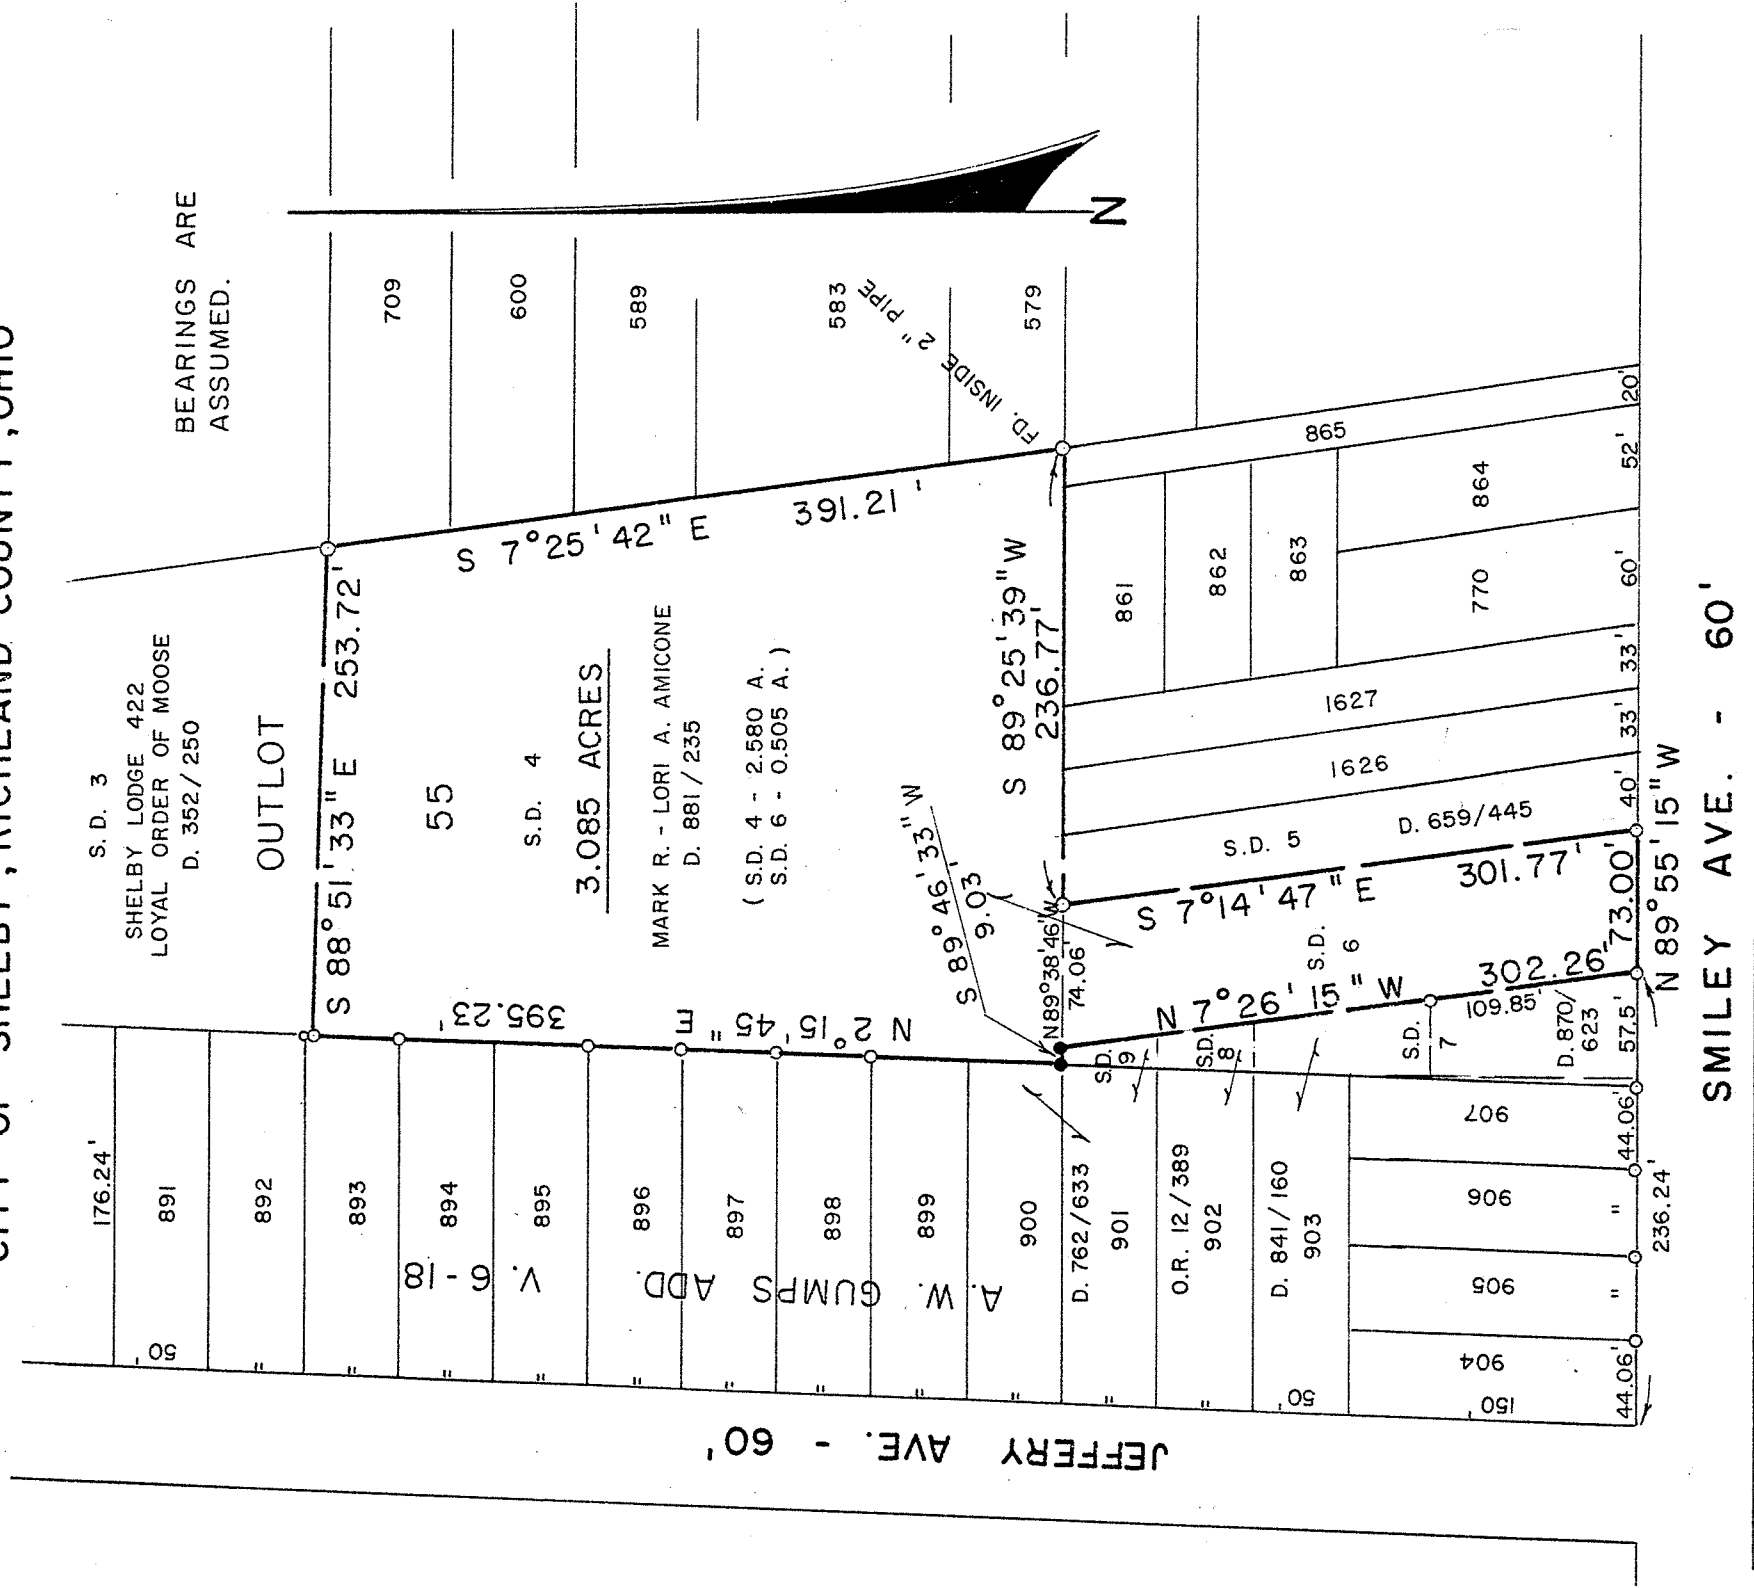 CITY OF SHELBY, RICHLAND COUNTY, OHIO
BEARINGS ARE
ASSUMED.
N
S.D. 3
SHELBY LODGE 422
LOYAL ORDER OF MOOSE
D. 352/250
OUTLOT
S 88°51'33" E 253.72'
55
S.D. 4
3.085 ACRES
MARK R. - LORI A. AMICONE
D. 881/235
( S.D. 4 - 2.580 A.
S.D. 6 - 0.505 A. )
S 7°25'42" E 391.21'
709
600
589
583
579
FD. INSIDE 2" PIPE
S 89°25'39" W
236.77'
S 89°46'33" W
9.03'
N89°38'46"W
74.06'
N 2°15'45" E 395.23'
861
862
863
864
865
770
1627
1626
S.D. 5
D. 659/445
S 7°14'47" E 301.77'
S.D.
6
N 7°26'15" W 302.26'
109.85'
S.D.
9
S.D.
8
S.D.
7
D. 870/
623
57.5'
73.00'
40'
33'
33'
60'
52'
20'
N 89°55'15" W
SMILEY AVE. - 60'
176.24'
891
892
893
894
895
896
897
898
899
900
D. 762/633
901
O.R. 12/389
902
D. 841/160
903
A. W. GUMPS ADD.
V. 6-18
50'
"
"
"
"
"
"
"
"
"
"
"
50'
150'
904
905
906
907
44.06'
"
"
44.06'
236.24'
JEFFERY AVE. - 60'